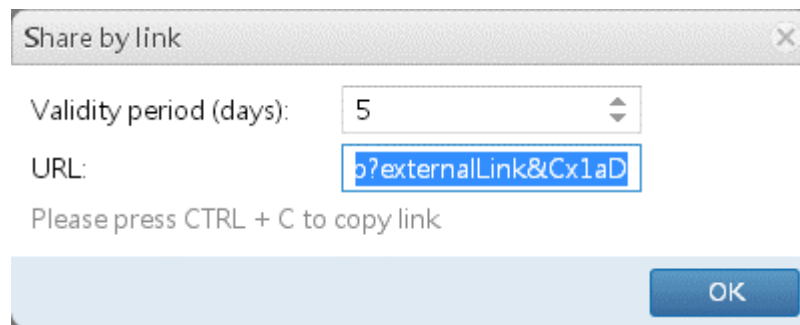 Share by link
Validity period (days): 5
URL: ?externalLink&Cx1aD
Please press CTRL + C to copy link
OK